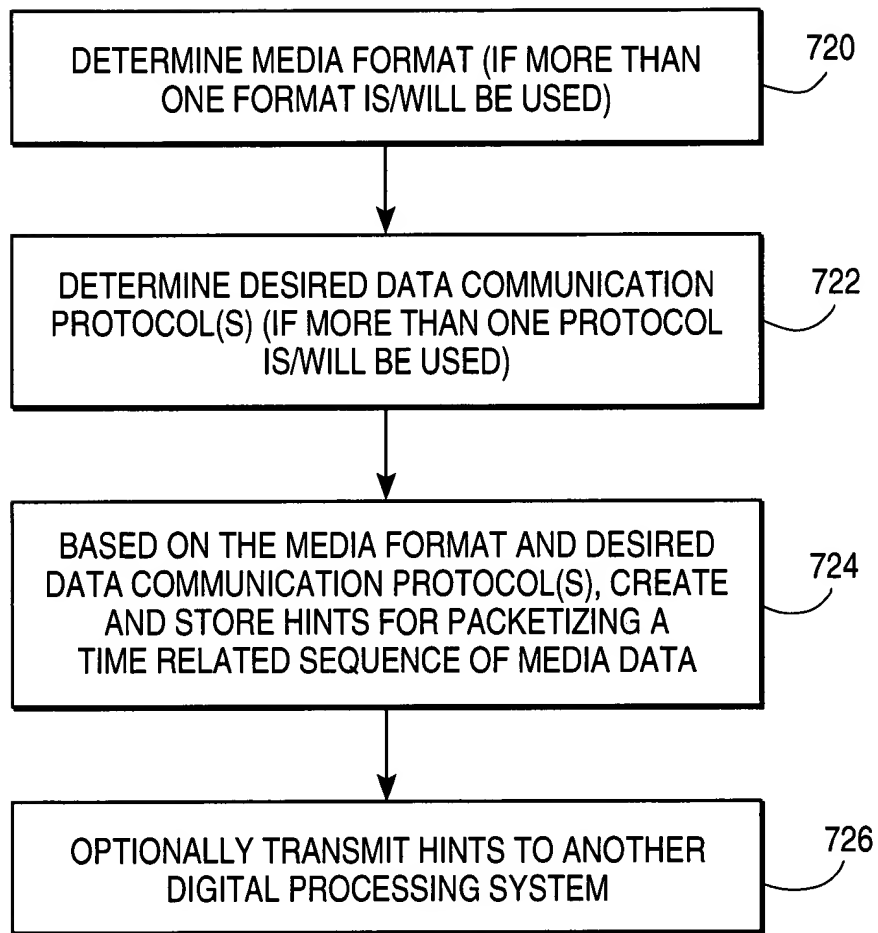 DETERMINE MEDIA FORMAT (IF MORE THAN
ONE FORMAT IS/WILL BE USED)
720
DETERMINE DESIRED DATA COMMUNICATION
PROTOCOL(S) (IF MORE THAN ONE PROTOCOL
IS/WILL BE USED)
722
BASED ON THE MEDIA FORMAT AND DESIRED
DATA COMMUNICATION PROTOCOL(S), CREATE
AND STORE HINTS FOR PACKETIZING A
TIME RELATED SEQUENCE OF MEDIA DATA
724
OPTIONALLY TRANSMIT HINTS TO ANOTHER
DIGITAL PROCESSING SYSTEM
726